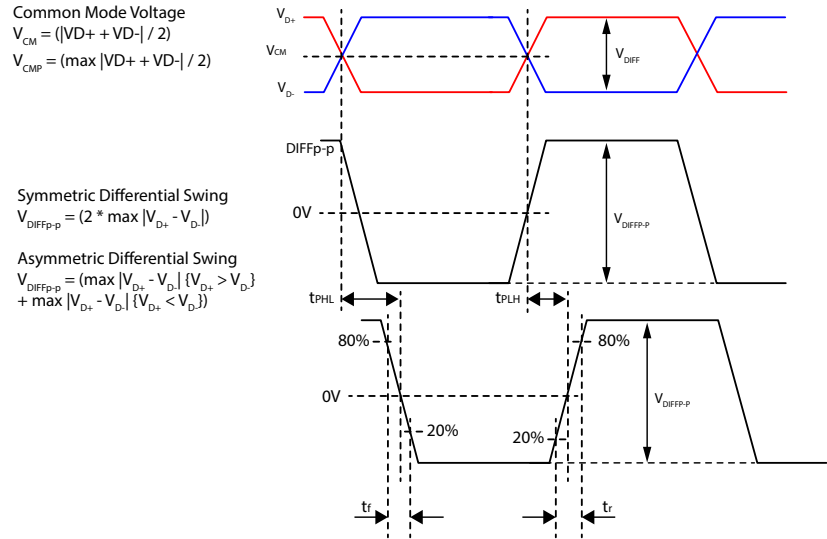 Common Mode Voltage
V_CM = (|VD+ + VD-| / 2)
V_CMP = (max |VD+ + VD-| / 2)
V_D+
V_CM
V_D-
V_DIFF
DIFFp-p
0V
V_DIFFP-P
Symmetric Differential Swing
V_DIFFp-p = (2 * max |V_D+ - V_D-|)
Asymmetric Differential Swing
V_DIFFp-p = (max |V_D+ - V_D-| {V_D+ > V_D-}
+ max |V_D+ - V_D-| {V_D+ < V_D-})
tPHL
tPLH
80%
80%
0V
V_DIFFP-P
20%
20%
tf
tr